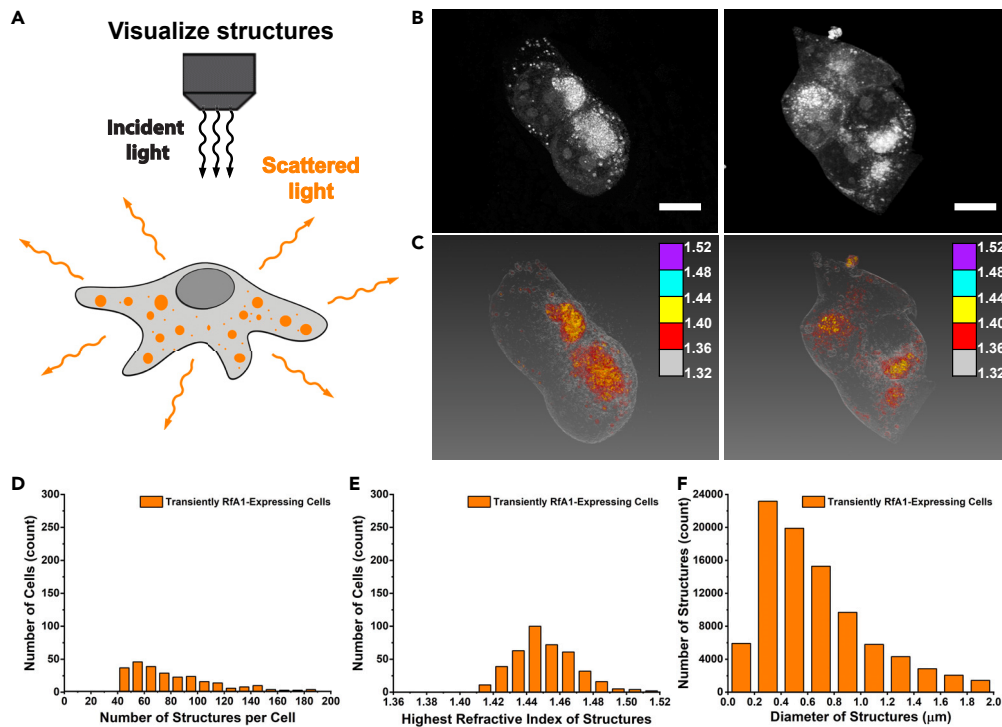 A
Visualize structures
Incident
light
Scattered
light
B
C
1.52
1.48
1.44
1.40
1.36
1.32
1.52
1.48
1.44
1.40
1.36
1.32
D
300
250
200
150
100
50
0
Number of Cells (count)
Transiently RfA1-Expressing Cells
0 20 40 60 80 100 120 140 160 180 200
Number of Structures per Cell
E
300
250
200
150
100
50
0
Number of Cells (count)
Transiently RfA1-Expressing Cells
1.36 1.38 1.40 1.42 1.44 1.46 1.48 1.50 1.52
Highest Refractive Index of Structures
F
24000
20000
16000
12000
8000
4000
0
Number of Structures (count)
Transiently RfA1-Expressing Cells
0.0 0.2 0.4 0.6 0.8 1.0 1.2 1.4 1.6 1.8 2.0
Diameter of Structures (μm)